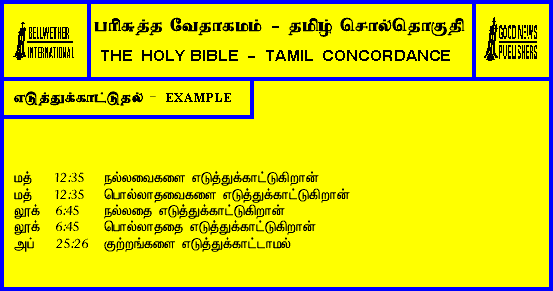 BELLWETHER
INTERNATIONAL
பரிசுத்த வேதாகமம் - தமிழ் சொல்தொகுதி
THE HOLY BIBLE - TAMIL CONCORDANCE
GOOD NEWS
PUBLISHERS
எடுத்துக்காட்டுதல் - EXAMPLE
மத் 12:35 நல்லவைகளை எடுத்துக்காட்டுகிறான்
மத் 12:35 பொல்லாதவைகளை எடுத்துக்காட்டுகிறான்
லூக் 6:45 நல்லதை எடுத்துக்காட்டுகிறான்
லூக் 6:45 பொல்லாததை எடுத்துக்காட்டுகிறான்
அப் 25:26 குற்றங்களை எடுத்துக்காட்டாமல்